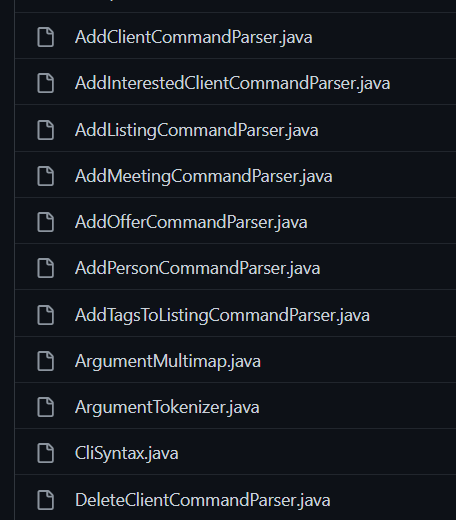 AddClientCommandParser.java
AddInterestedClientCommandParser.java
AddListingCommandParser.java
AddMeetingCommandParser.java
AddOfferCommandParser.java
AddPersonCommandParser.java
AddTagsToListingCommandParser.java
ArgumentMultimap.java
ArgumentTokenizer.java
CliSyntax.java
DeleteClientCommandParser.java